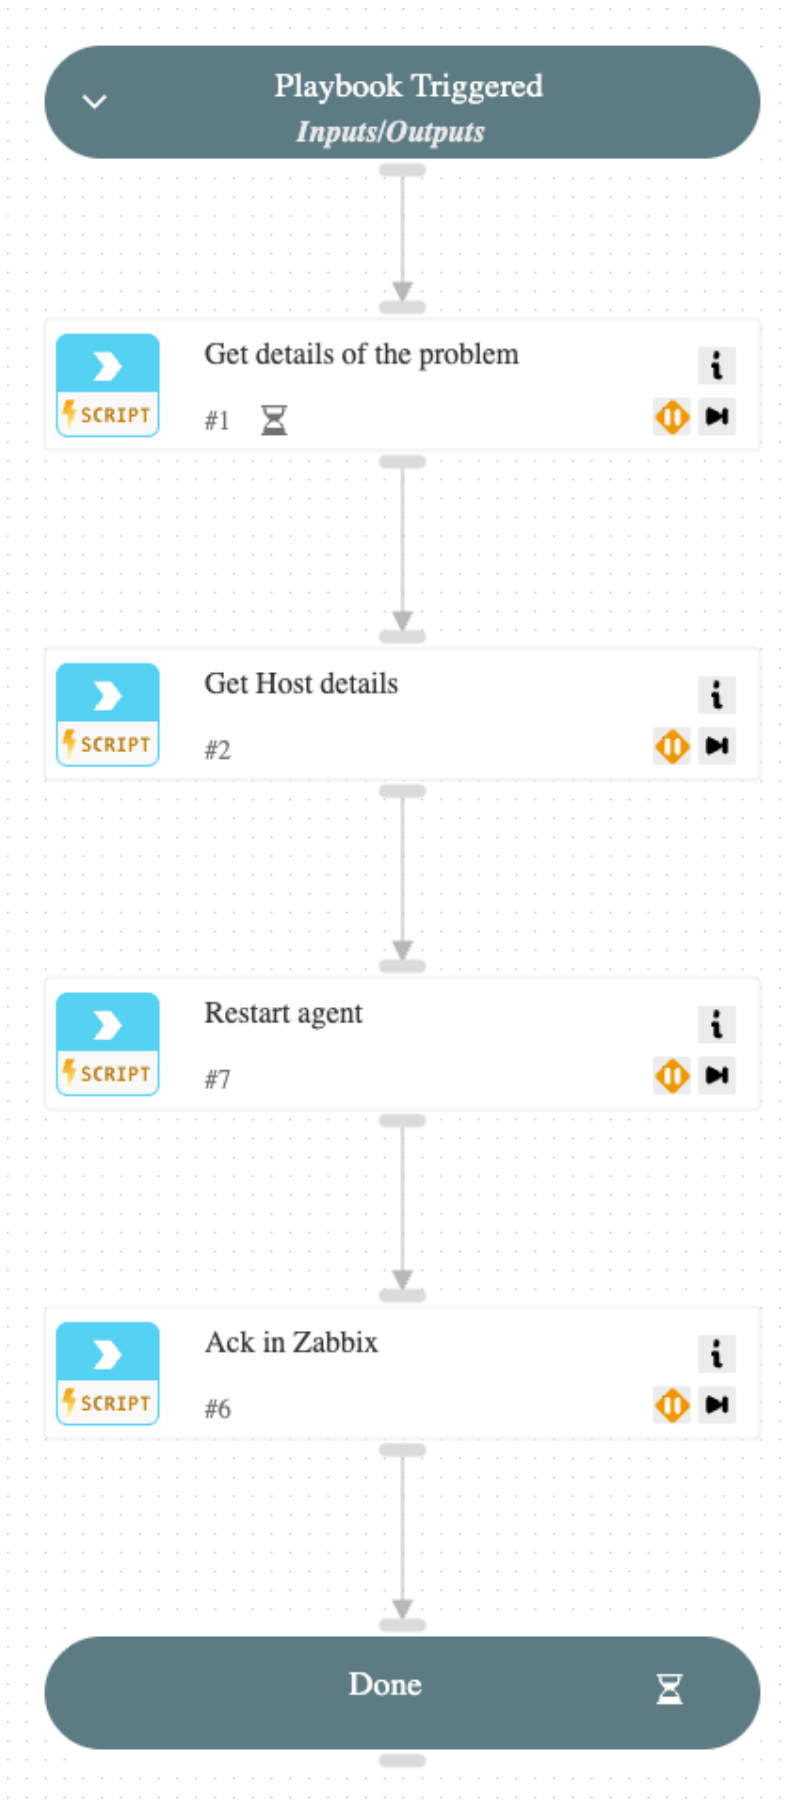 Playbook Triggered
Inputs/Outputs
Get details of the problem
SCRIPT
#1
Get Host details
SCRIPT
#2
Restart agent
SCRIPT
#7
Ack in Zabbix
SCRIPT
#6
Done